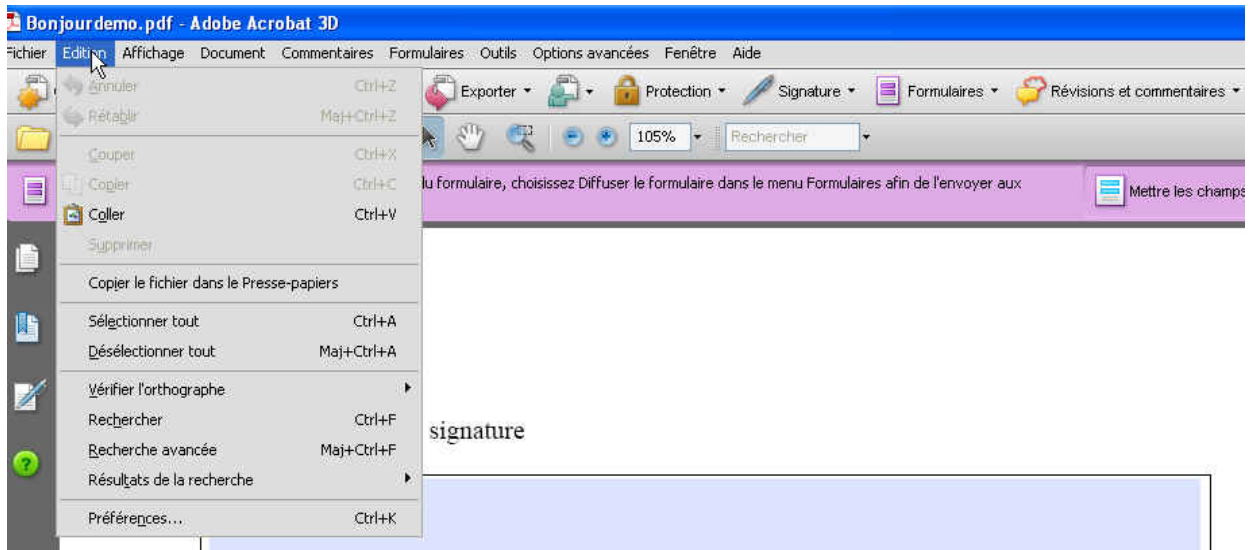 Bonjourdemo.pdf - Adobe Acrobat 3D
Fichier Edition Affichage Document Commentaires Formulaires Outils Options avancées Fenêtre Aide
Exporter Protection Signature Formulaires Révisions et commentaires
105% Rechercher
du formulaire, choisissez Diffuser le formulaire dans le menu Formulaires afin de l'envoyer aux
Mettre les champs
Annuler Ctrl+Z
Rétablir Maj+Ctrl+Z
Couper Ctrl+X
Copier Ctrl+C
Coller Ctrl+V
Supprimer
Copier le fichier dans le Presse-papiers
Sélectionner tout Ctrl+A
Désélectionner tout Maj+Ctrl+A
Vérifier l'orthographe
Rechercher Ctrl+F
Recherche avancée Maj+Ctrl+F
Résultats de la recherche
Préférences... Ctrl+K
signature